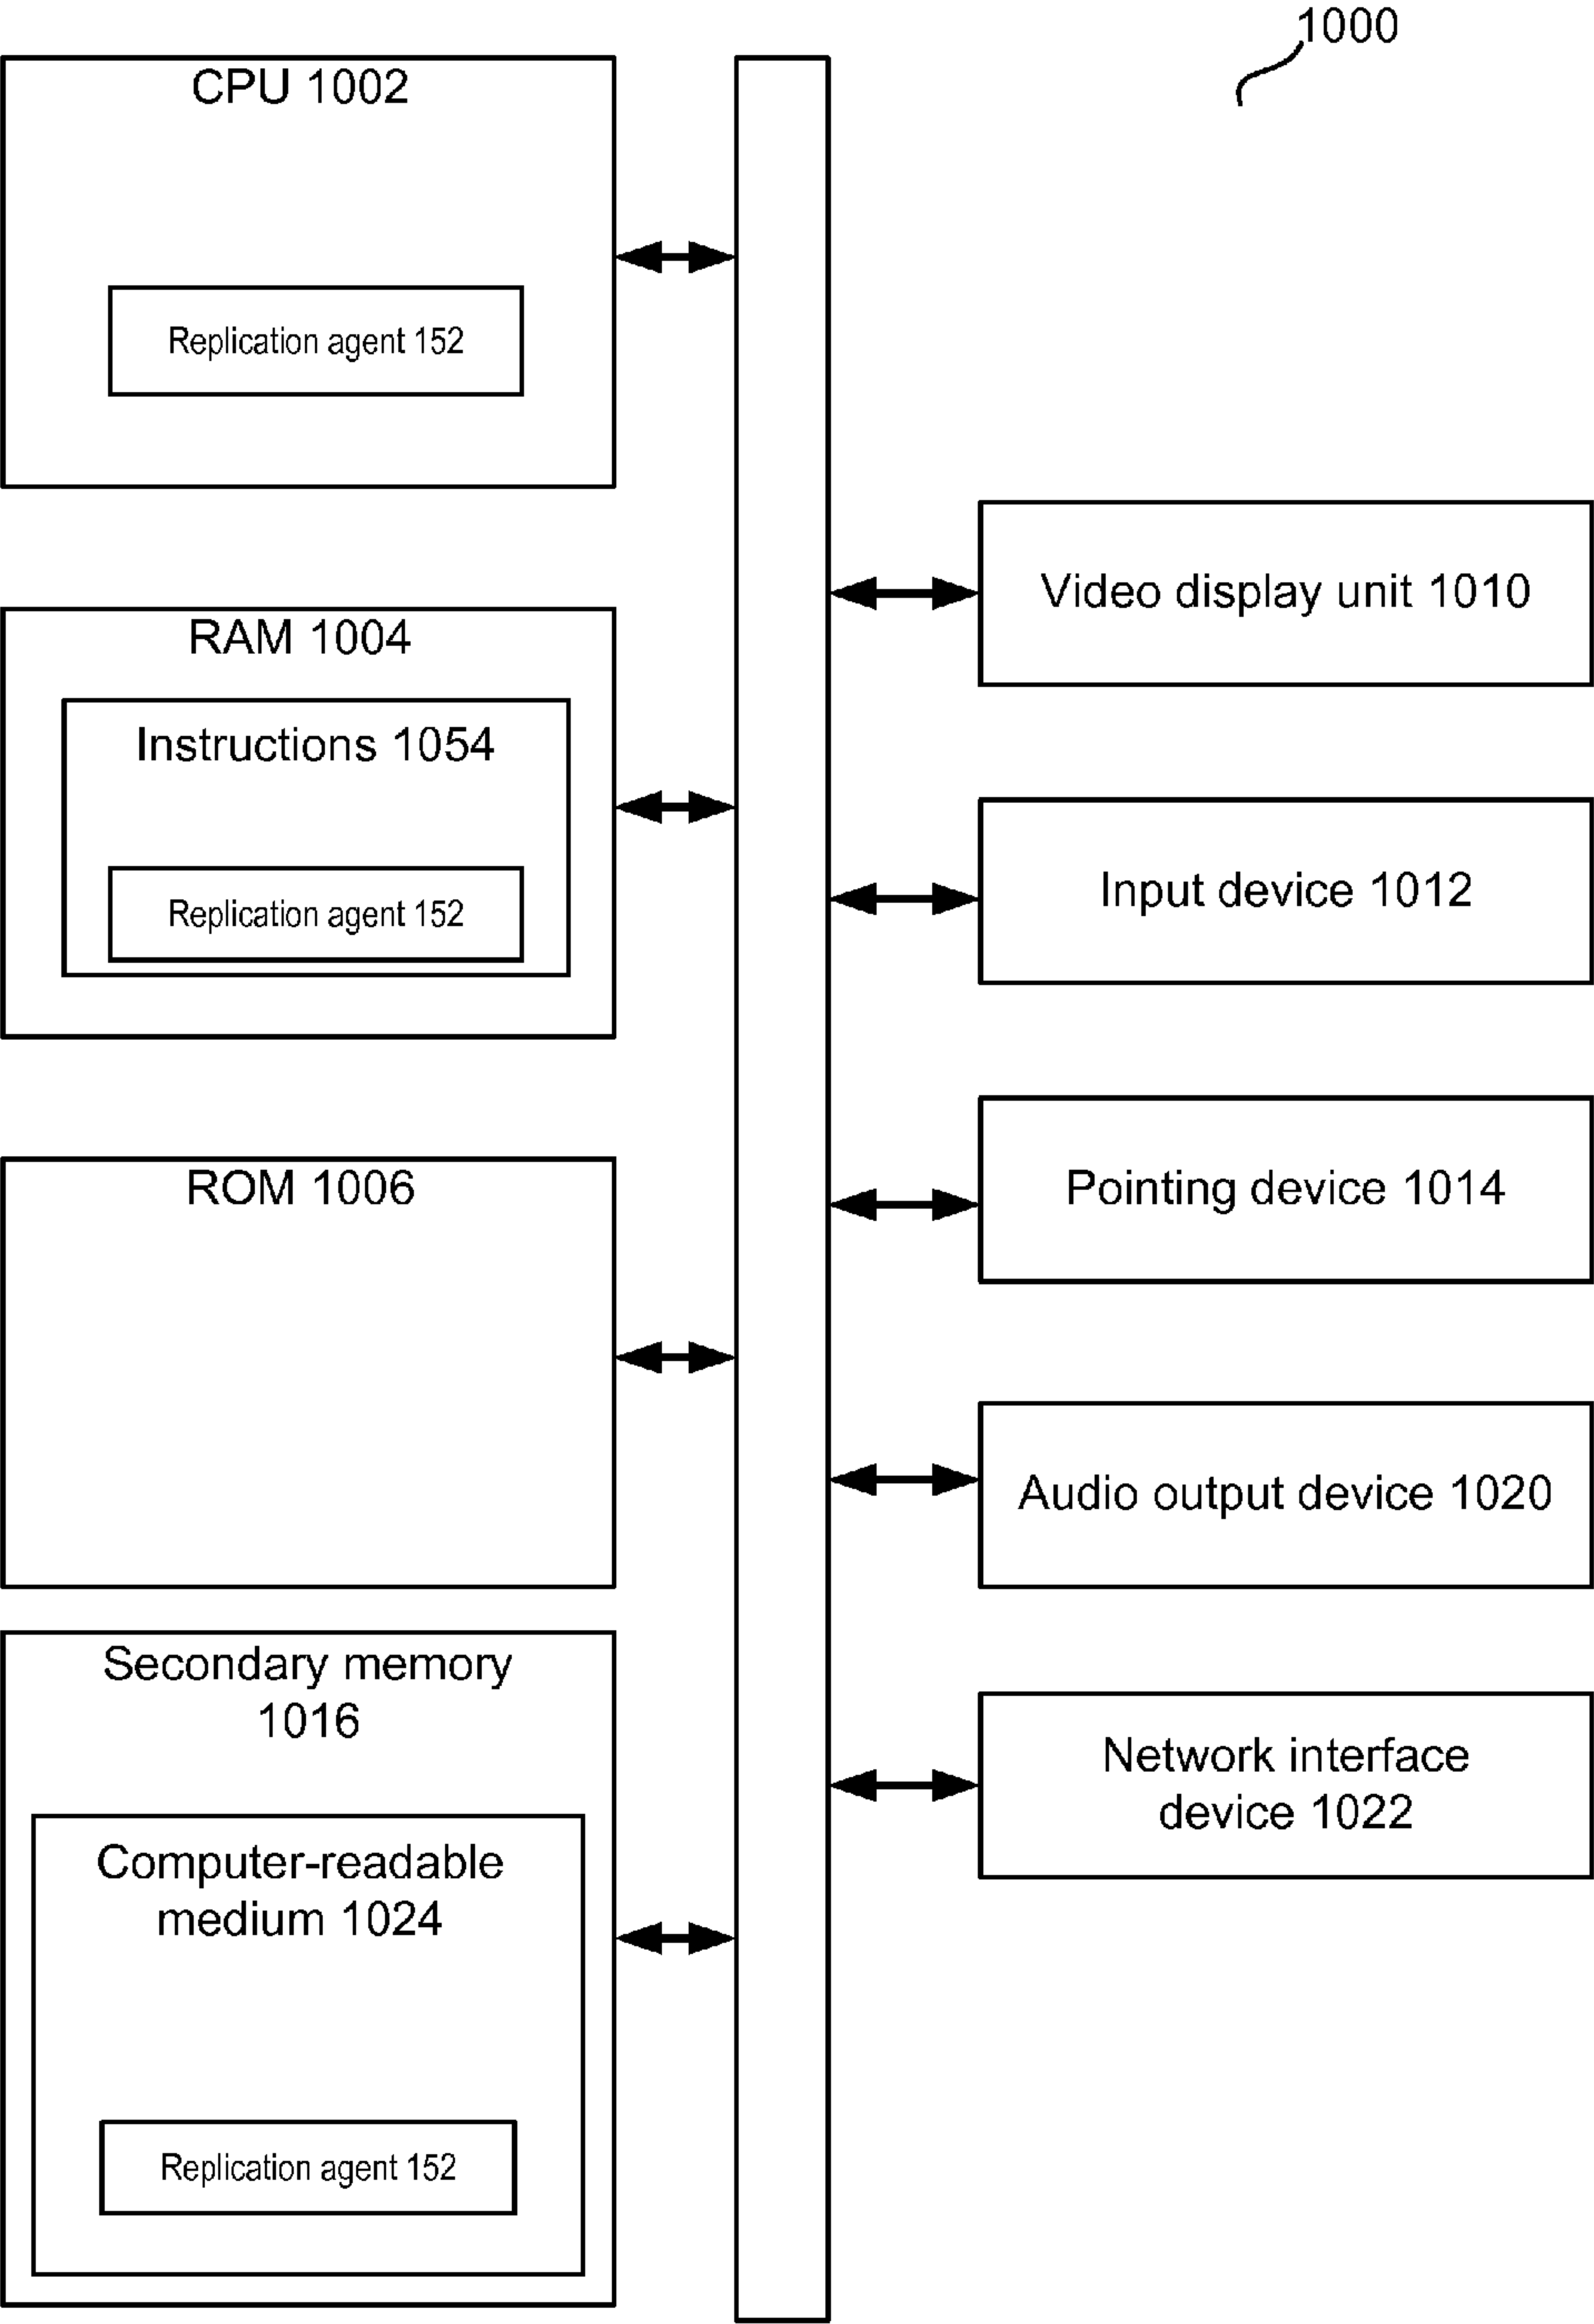 1000
CPU 1002
Replication agent 152
RAM 1004
Instructions 1054
Replication agent 152
ROM 1006
Secondary memory
1016
Computer-readable
medium 1024
Replication agent 152
Video display unit 1010
Input device 1012
Pointing device 1014
Audio output device 1020
Network interface
device 1022